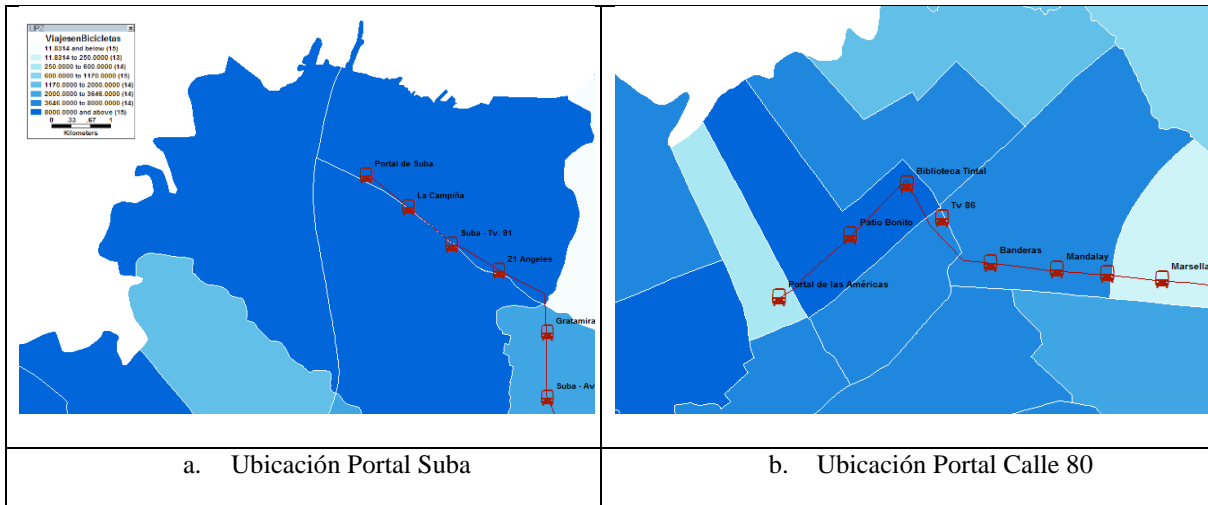 UPZ
ViajesenBicicletas
11.8314 and below (15)
11.8314 to 250.0000 (13)
250.0000 to 600.0000 (14)
600.0000 to 1170.0000 (15)
1170.0000 to 2000.0000 (14)
2000.0000 to 3646.0000 (14)
3646.0000 to 8000.0000 (14)
8000.0000 and above (15)
0 .33 .67 1
Kilometers
Portal de Suba
La Campiña
Suba - Tv. 91
21 Angeles
Gratamira
Suba - Av
Biblioteca Tintal
Tv 86
Patio Bonito
Banderas
Mandalay
Marsella
Portal de las Américas
a. Ubicación Portal Suba
b. Ubicación Portal Calle 80